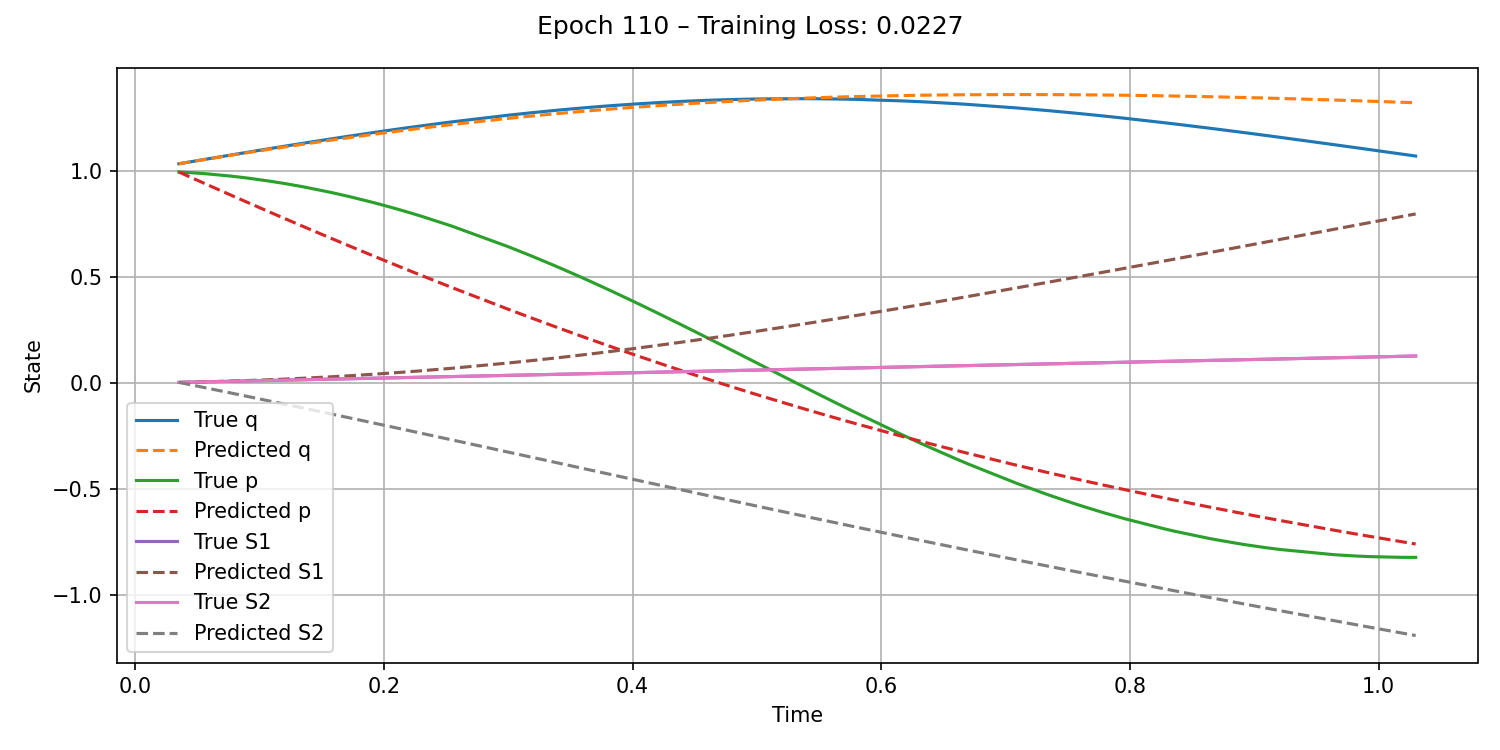 Epoch 110 – Training Loss: 0.0227
State
1.0
0.5
0.0
−0.5
−1.0
True q
Predicted q
True p
Predicted p
True S1
Predicted S1
True S2
Predicted S2
0.0 0.2 0.4 0.6 0.8 1.0
Time